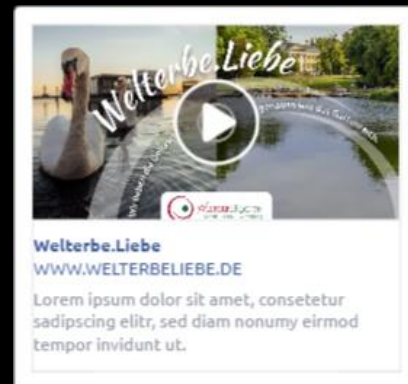 Welterbe.Liebe
Welterbe.Liebe
WWW.WELTERBELIEBE.DE
Lorem ipsum dolor sit amet, consetetur
sadipscing elitr, sed diam nonumy eirmod
tempor invidunt ut.